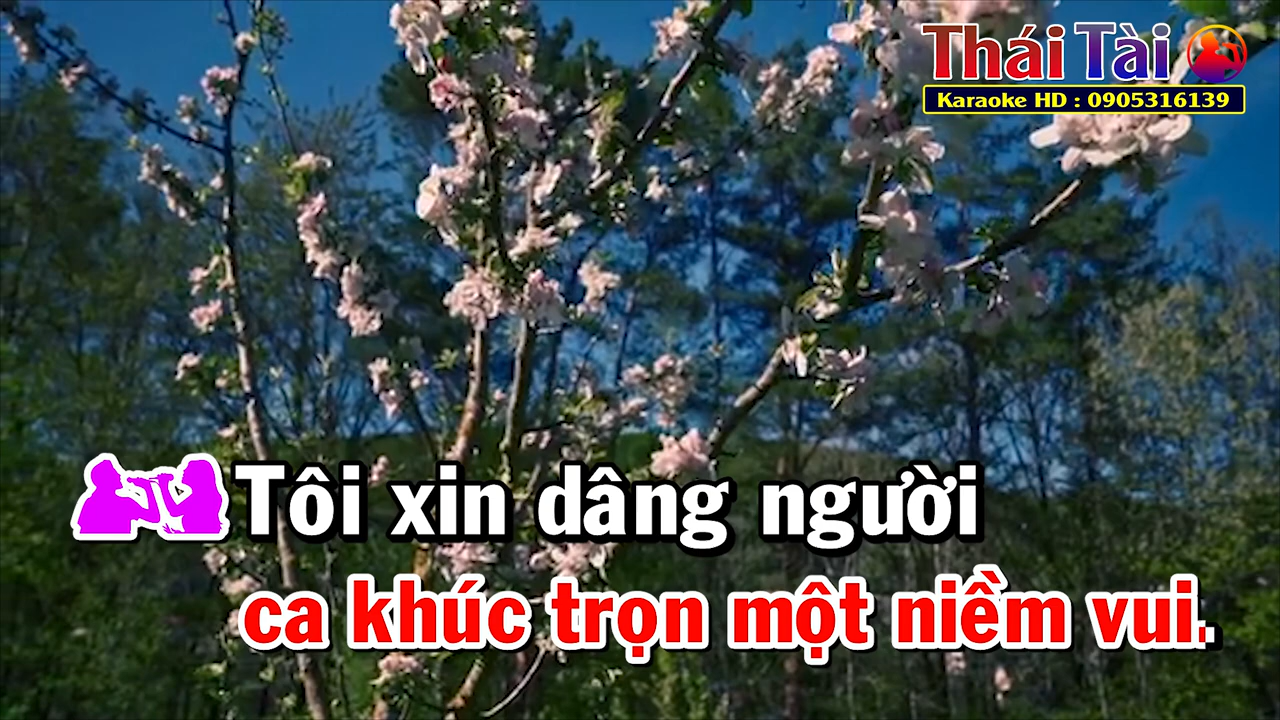 Thái Tài
Karaoke HD : 0905316139
Tôi xin dâng người
ca khúc trọn một niềm vui.